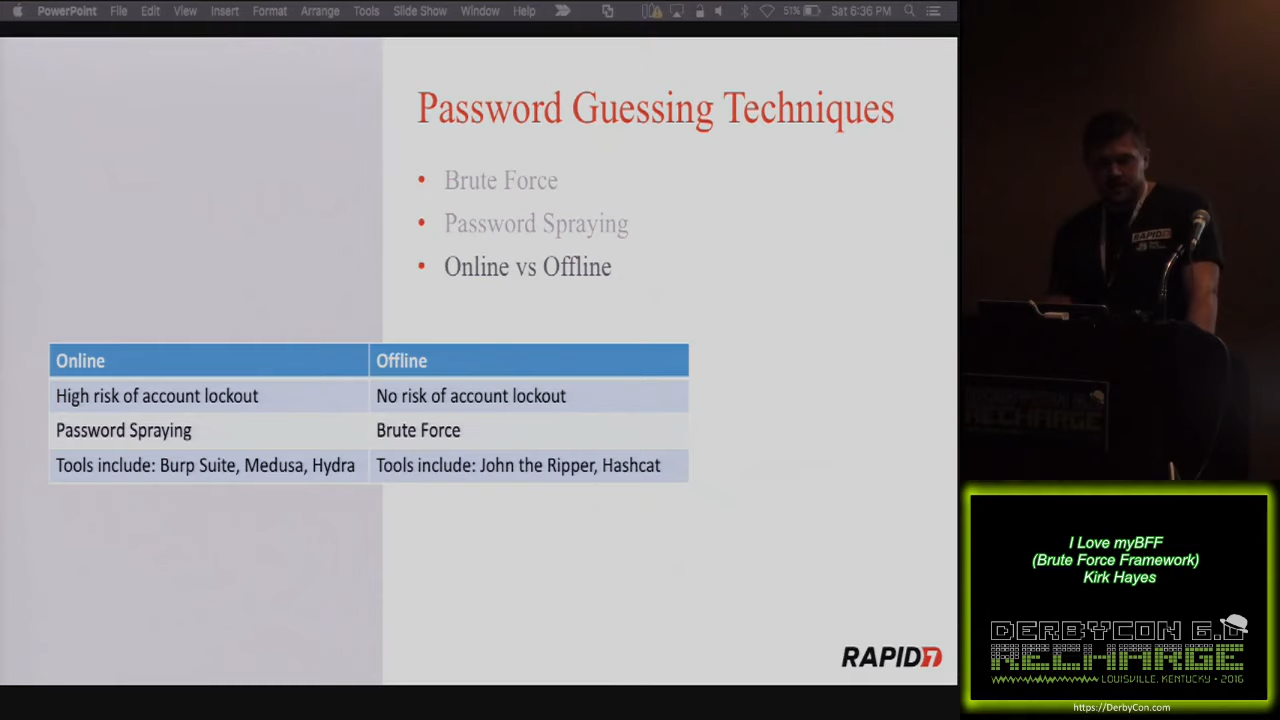 PowerPoint File Edit View Insert Format Arrange Tools Slide Show Window Help 51% Sat 6:36 PM
Password Guessing Techniques
• Brute Force
• Password Spraying
• Online vs Offline
Online Offline
High risk of account lockout No risk of account lockout
Password Spraying Brute Force
Tools include: Burp Suite, Medusa, Hydra Tools include: John the Ripper, Hashcat
RAPID7
RAPID7
RECHARGE
I Love myBFF
(Brute Force Framework)
Kirk Hayes
DERBYCON 6.0
RECHARGE
LOUISVILLE, KENTUCKY • 2016
https://DerbyCon.com